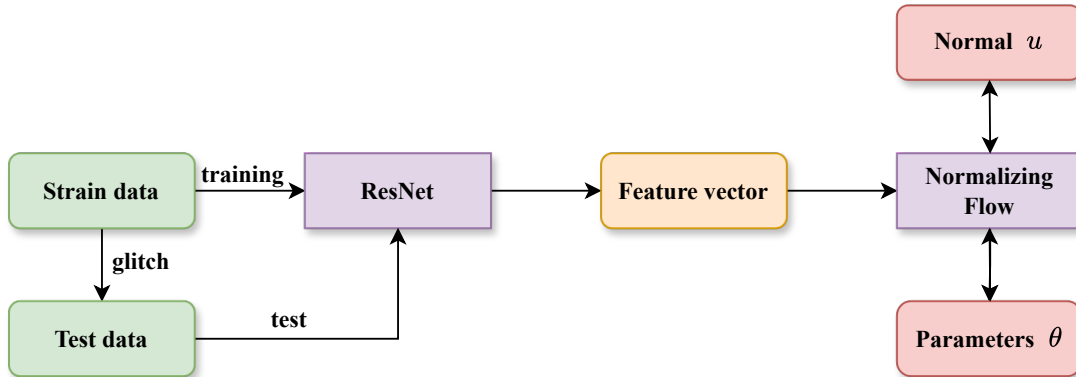 Normal u
Strain data
training
ResNet
Feature vector
Normalizing
Flow
glitch
Test data
test
Parameters θ